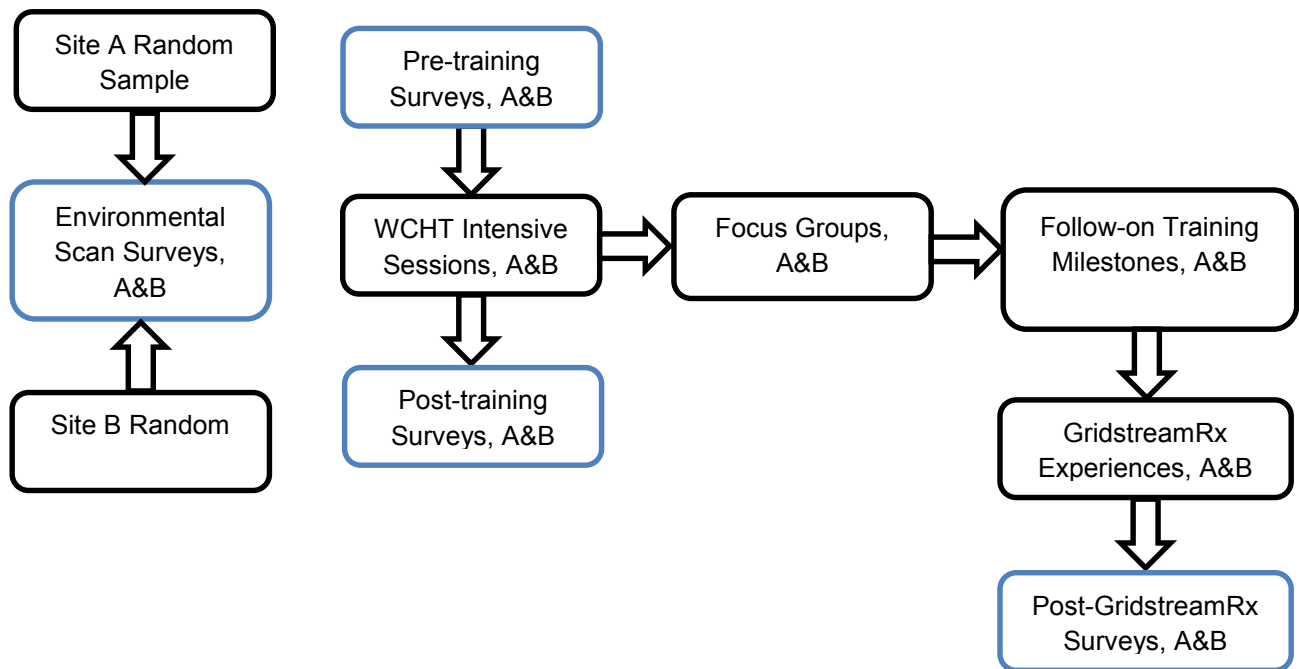 Site A Random
Sample
Environmental
Scan Surveys,
A&B
Site B Random
Pre-training
Surveys, A&B
WCHT Intensive
Sessions, A&B
Post-training
Surveys, A&B
Focus Groups,
A&B
Follow-on Training
Milestones, A&B
GridstreamRx
Experiences, A&B
Post-GridstreamRx
Surveys, A&B